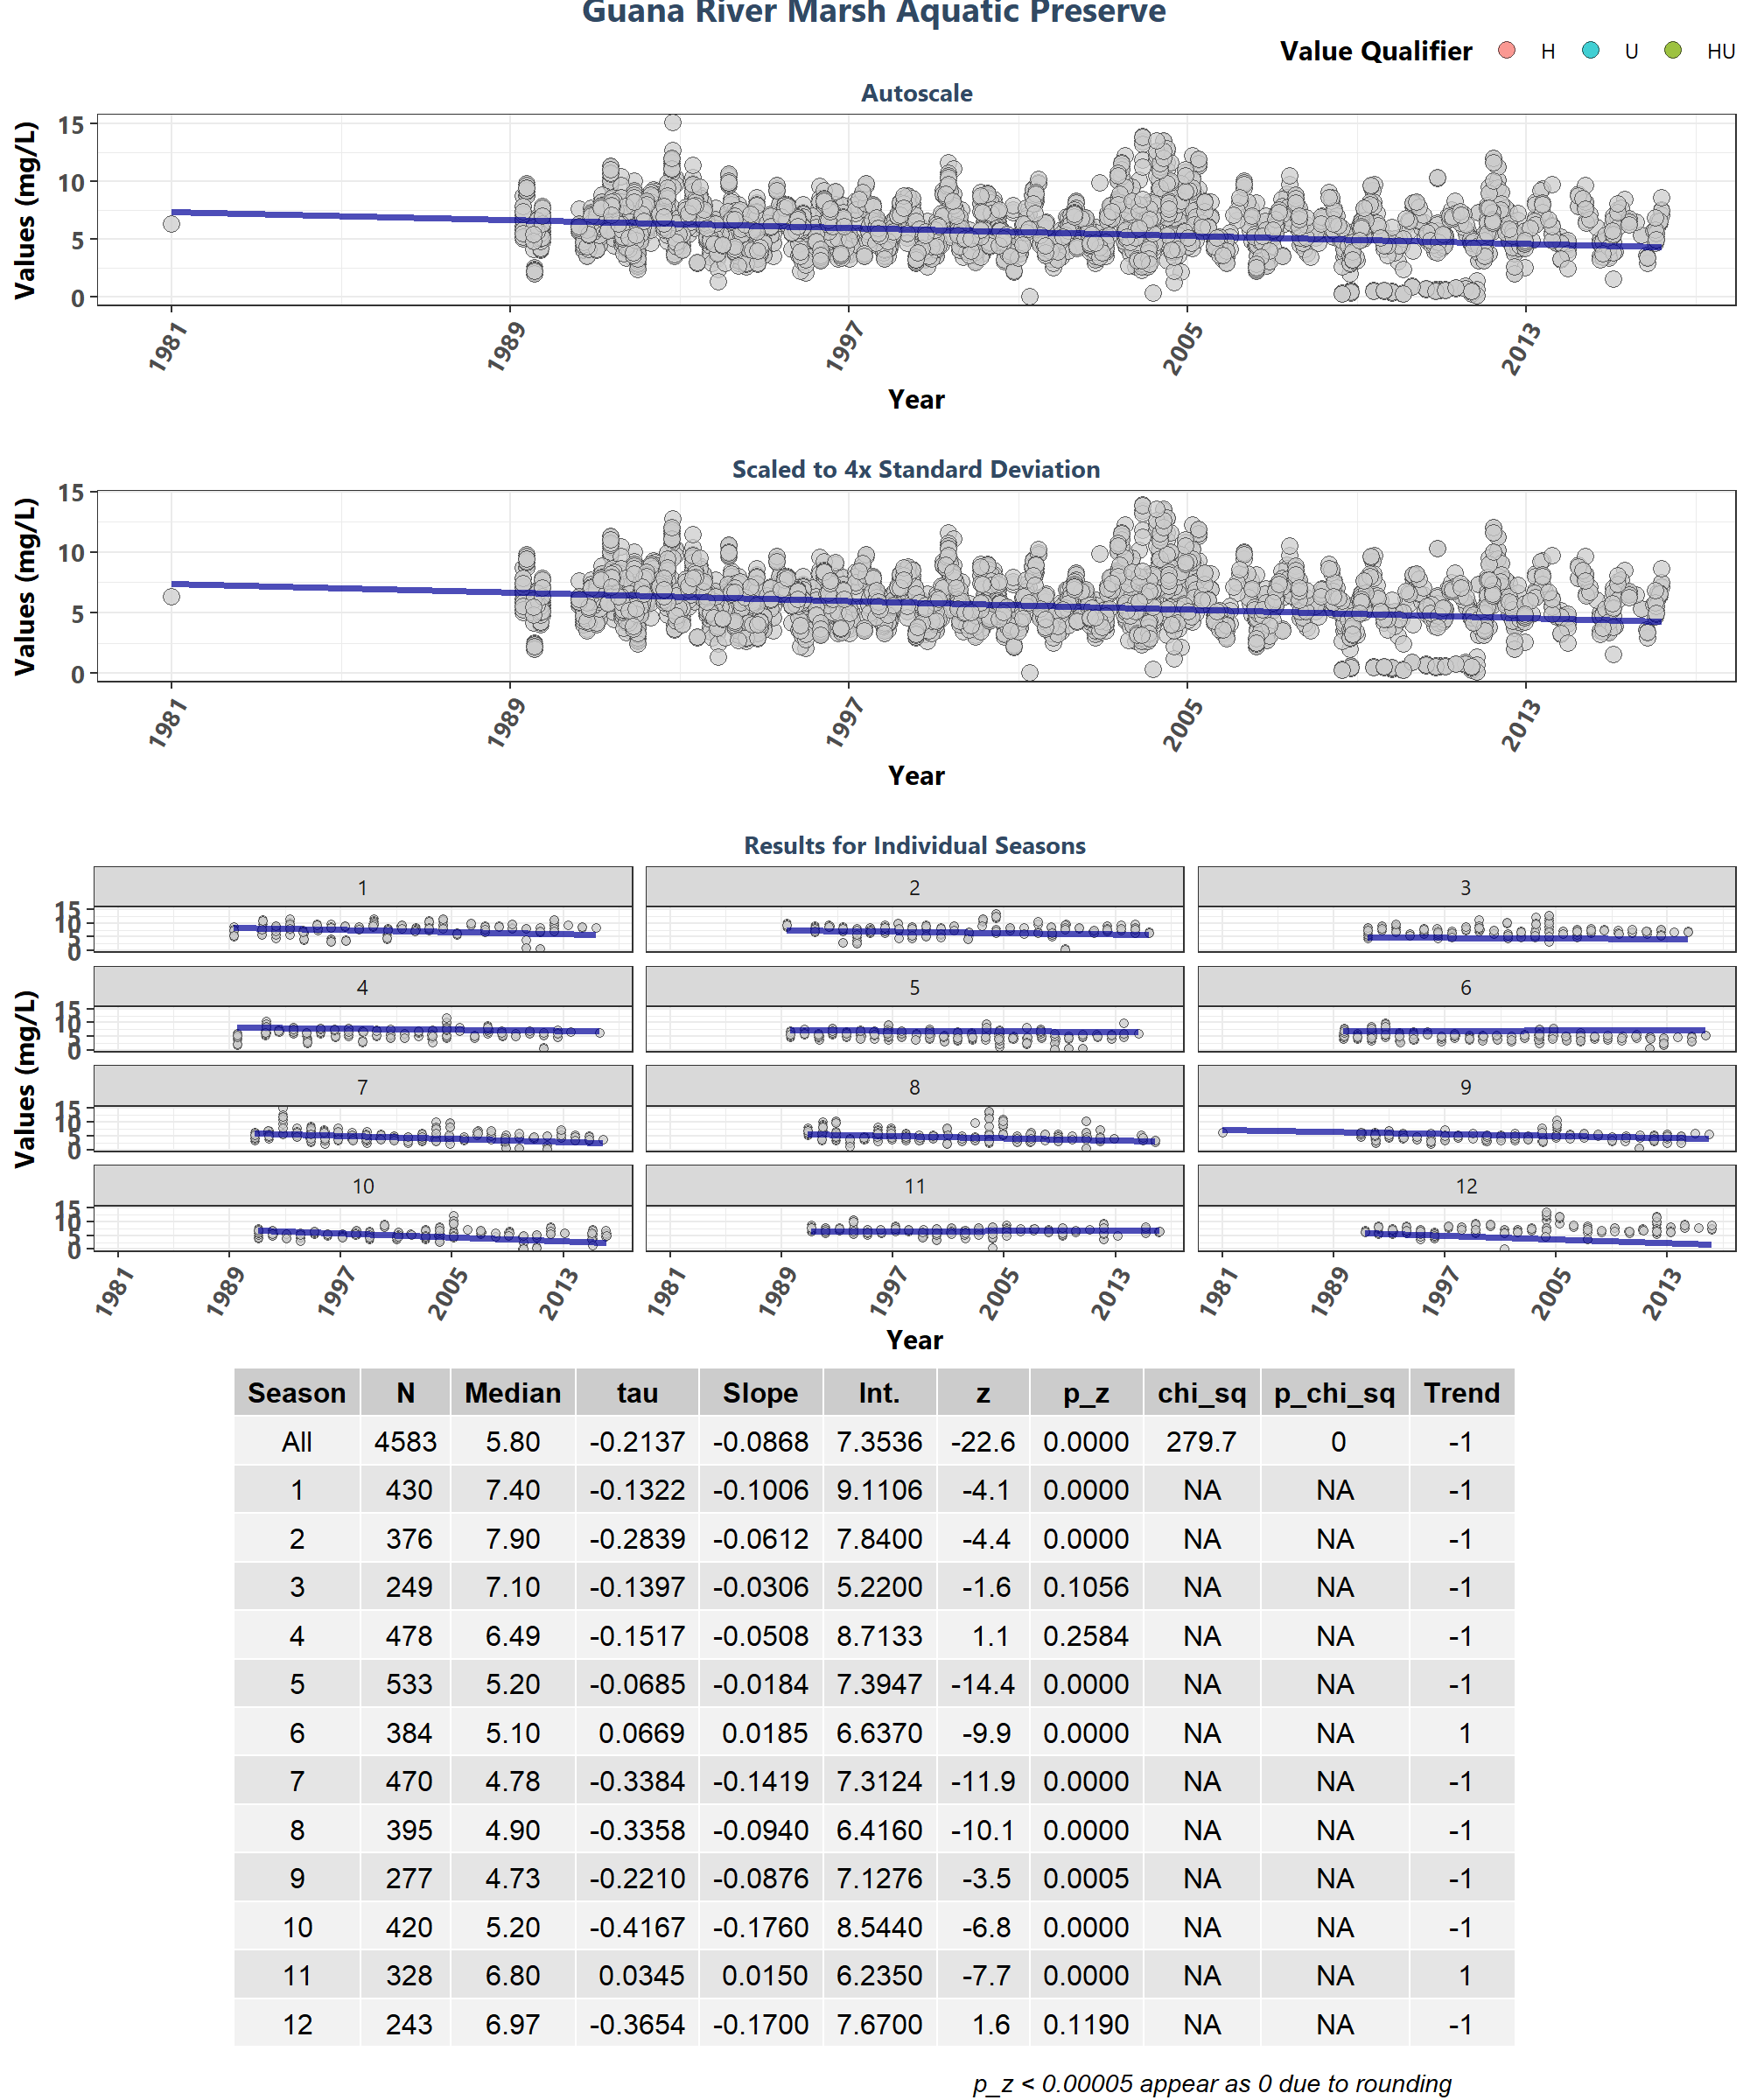 Guana River Marsh Aquatic Preserve
Value Qualifier H U HU
Autoscale
Values (mg/L)
15
10
5
0
1981 1989 1997 2005 2013
Year
Scaled to 4x Standard Deviation
Values (mg/L)
15
10
5
0
1981 1989 1997 2005 2013
Year
Results for Individual Seasons
Values (mg/L)
1 2 3
15
10
5
0
4 5 6
15
10
5
0
7 8 9
15
10
5
0
10 11 12
15
10
5
0
1981 1989 1997 2005 2013 1981 1989 1997 2005 2013 1981 1989 1997 2005 2013
Year
Season N Median tau Slope Int. z p_z chi_sq p_chi_sq Trend
All 4583 5.80 -0.2137 -0.0868 7.3536 -22.6 0.0000 279.7 0 -1
1 430 7.40 -0.1322 -0.1006 9.1106 -4.1 0.0000 NA NA -1
2 376 7.90 -0.2839 -0.0612 7.8400 -4.4 0.0000 NA NA -1
3 249 7.10 -0.1397 -0.0306 5.2200 -1.6 0.1056 NA NA -1
4 478 6.49 -0.1517 -0.0508 8.7133 1.1 0.2584 NA NA -1
5 533 5.20 -0.0685 -0.0184 7.3947 -14.4 0.0000 NA NA -1
6 384 5.10 0.0669 0.0185 6.6370 -9.9 0.0000 NA NA 1
7 470 4.78 -0.3384 -0.1419 7.3124 -11.9 0.0000 NA NA -1
8 395 4.90 -0.3358 -0.0940 6.4160 -10.1 0.0000 NA NA -1
9 277 4.73 -0.2210 -0.0876 7.1276 -3.5 0.0005 NA NA -1
10 420 5.20 -0.4167 -0.1760 8.5440 -6.8 0.0000 NA NA -1
11 328 6.80 0.0345 0.0150 6.2350 -7.7 0.0000 NA NA 1
12 243 6.97 -0.3654 -0.1700 7.6700 1.6 0.1190 NA NA -1
p_z < 0.00005 appear as 0 due to rounding